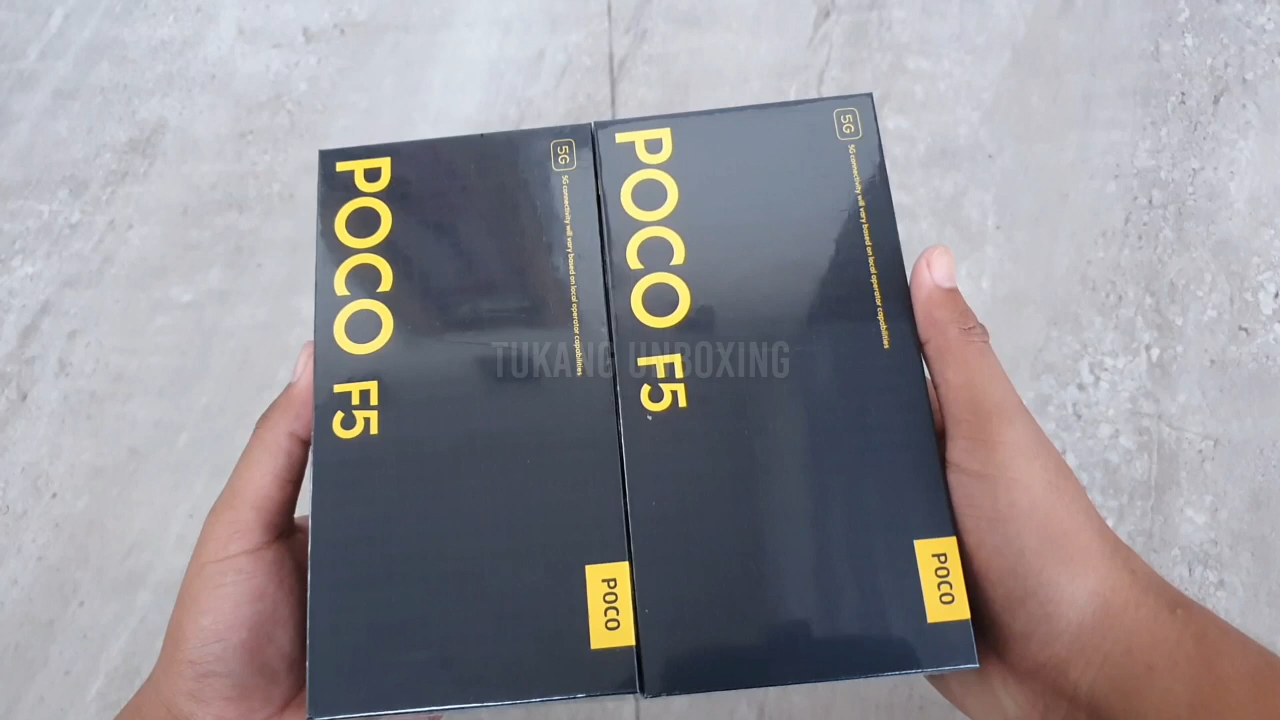 POCO F5
5G
5G connectivity will vary based on local operator capabilities
POCO
POCO F5
5G
5G connectivity will vary based on local operator capabilities
POCO
TUKANG UNBOXING